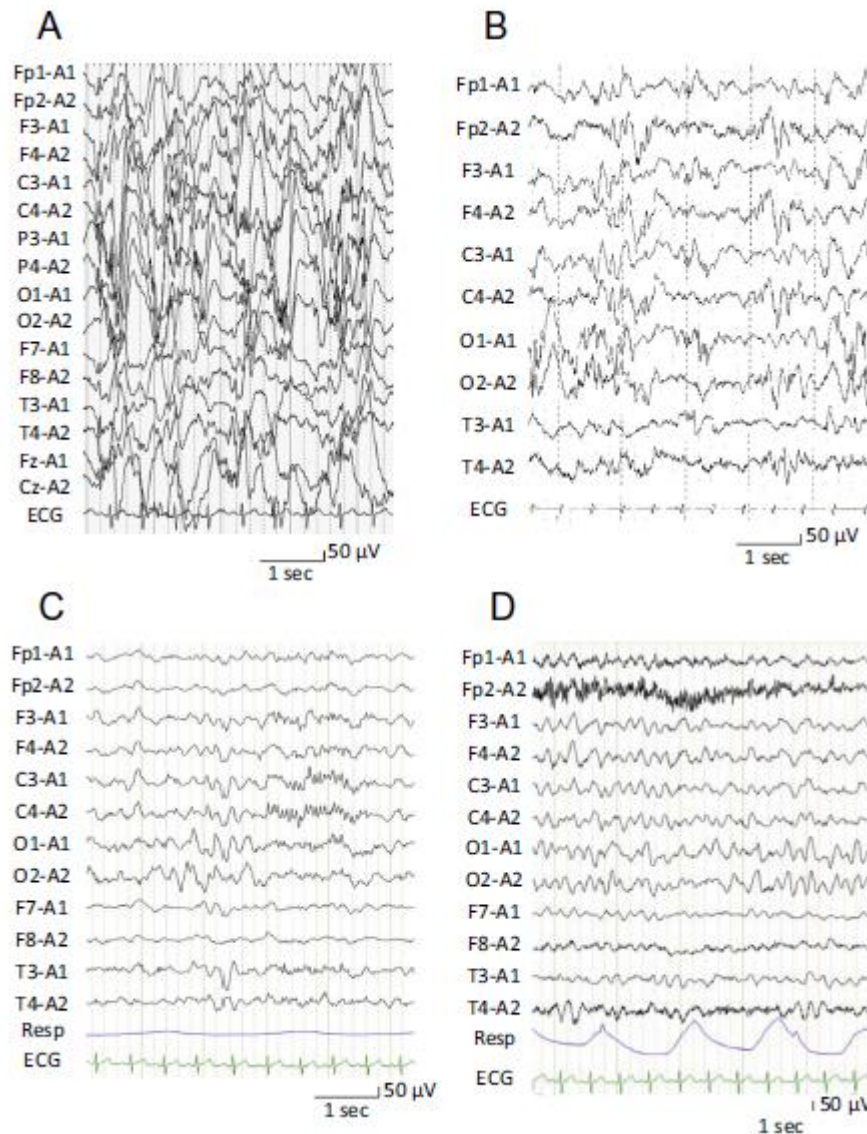 A
Fp1-A1
Fp2-A2
F3-A1
F4-A2
C3-A1
C4-A2
P3-A1
P4-A2
O1-A1
O2-A2
F7-A1
F8-A2
T3-A1
T4-A2
Fz-A1
Cz-A2
ECG
50 µV
1 sec
B
Fp1-A1
Fp2-A2
F3-A1
F4-A2
C3-A1
C4-A2
O1-A1
O2-A2
T3-A1
T4-A2
ECG
50 µV
1 sec
C
Fp1-A1
Fp2-A2
F3-A1
F4-A2
C3-A1
C4-A2
O1-A1
O2-A2
F7-A1
F8-A2
T3-A1
T4-A2
Resp
ECG
50 µV
1 sec
D
Fp1-A1
Fp2-A2
F3-A1
F4-A2
C3-A1
C4-A2
O1-A1
O2-A2
F7-A1
F8-A2
T3-A1
T4-A2
Resp
ECG
50 µV
1 sec